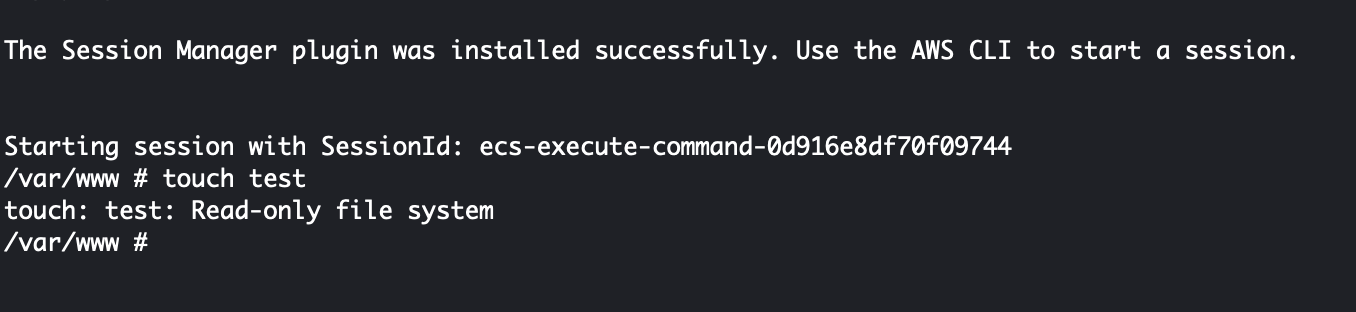 The Session Manager plugin was installed successfully. Use the AWS CLI to start a session.
Starting session with SessionId: ecs-execute-command-0d916e8df70f09744
/var/www # touch test
touch: test: Read-only file system
/var/www #